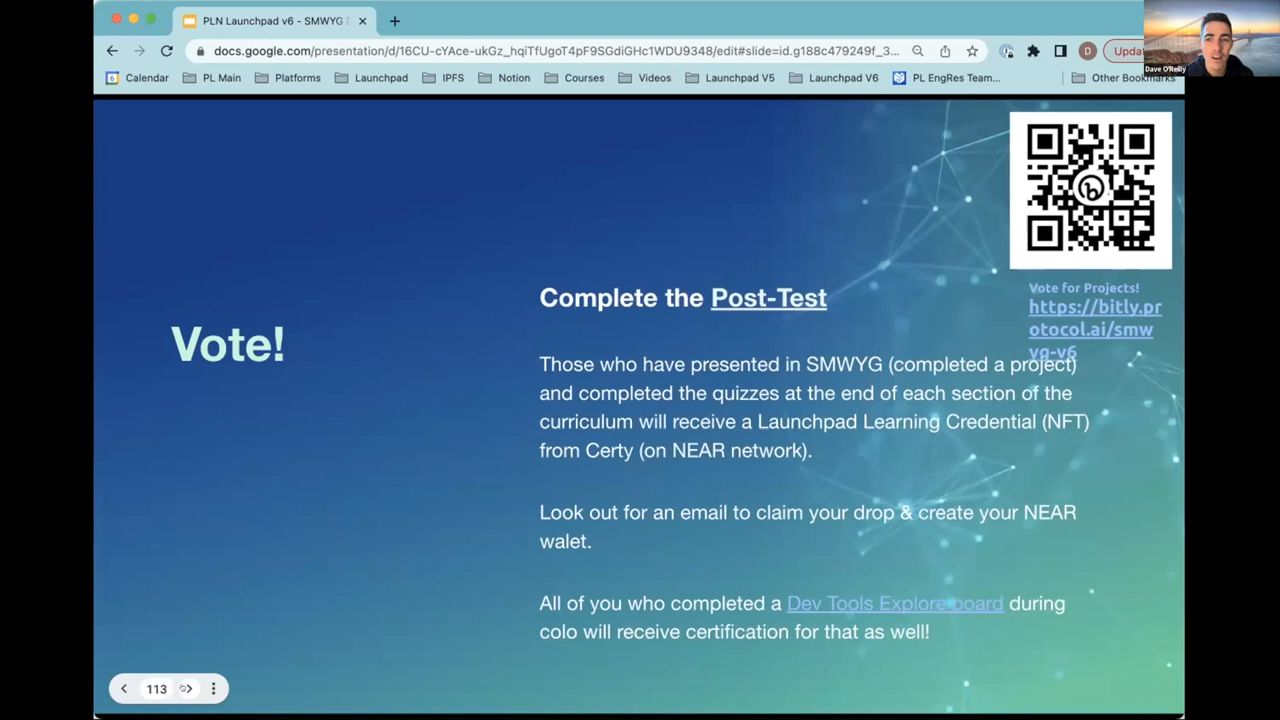 PLN Launchpad v6 - SMWYG
docs.google.com/presentation/d/16CU-cYAce-ukGz_hqiTfUgoT4pF9SGdiGHc1WDU9348/edit#slide=id.g188c479249f_3...
D
Upda
Calendar
PL Main
Platforms
Launchpad
IPFS
Notion
Courses
Videos
Launchpad V5
Launchpad V6
PL EngRes Team...
Other Bookmarks
Dave O'Reilly
Vote for Projects!
https://bitly.pr
otocol.ai/smw
yg-v6
Vote!
Complete the Post-Test
Those who have presented in SMWYG (completed a project)
and completed the quizzes at the end of each section of the
curriculum will receive a Launchpad Learning Credential (NFT)
from Certy (on NEAR network).
Look out for an email to claim your drop & create your NEAR
walet.
All of you who completed a Dev Tools Explore board during
colo will receive certification for that as well!
113